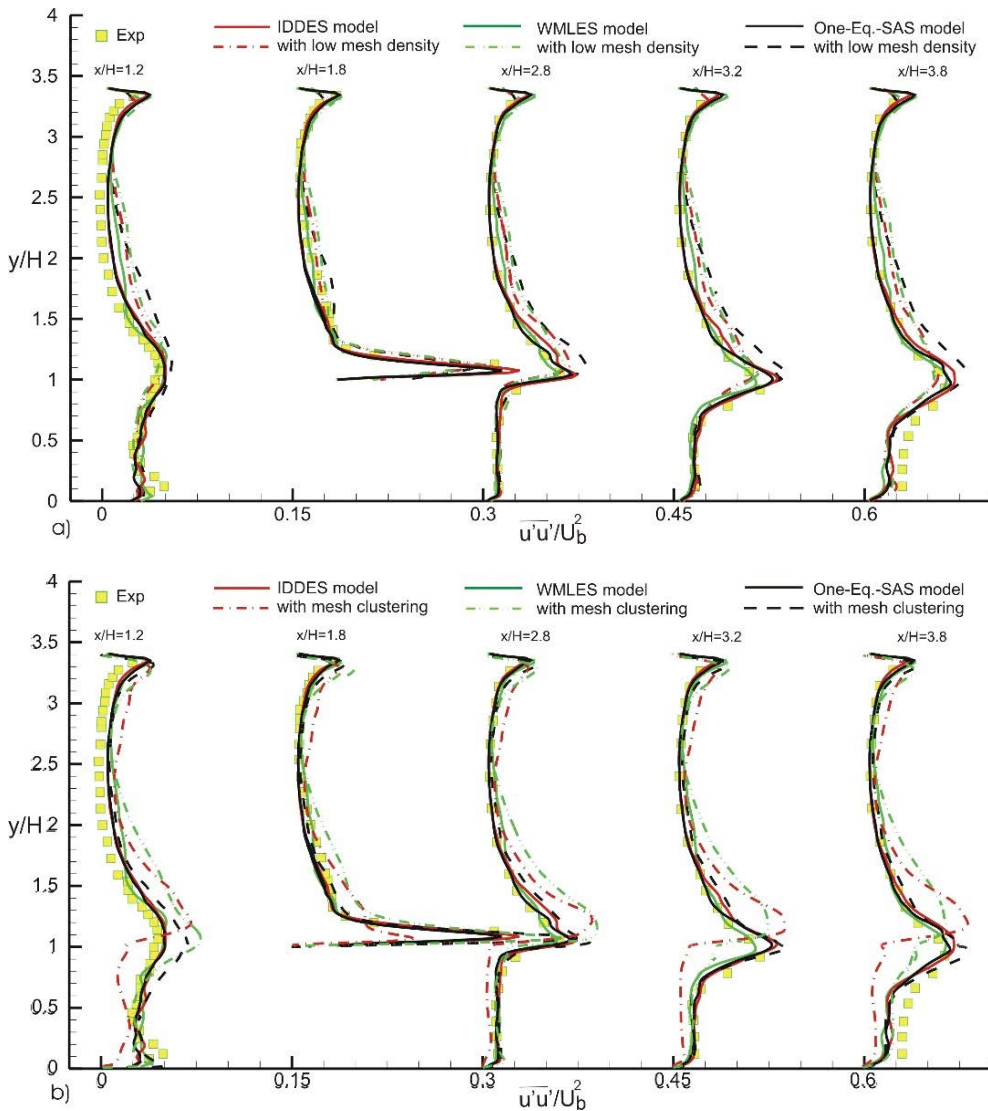 4
Exp
IDDES model
with low mesh density
WMLES model
with low mesh density
One-Eq.-SAS model
with low mesh density
3.5
x/H=1.2
x/H=1.8
x/H=2.8
x/H=3.2
x/H=3.8
3
2.5
y/H 2
1.5
1
0.5
0
a)
0
0.15
0.3
0.45
0.6
u'u'/U_b^2
4
Exp
IDDES model
with mesh clustering
WMLES model
with mesh clustering
One-Eq.-SAS model
with mesh clustering
3.5
x/H=1.2
x/H=1.8
x/H=2.8
x/H=3.2
x/H=3.8
3
2.5
y/H 2
1.5
1
0.5
0
b)
0
0.15
0.3
0.45
0.6
u'u'/U_b^2